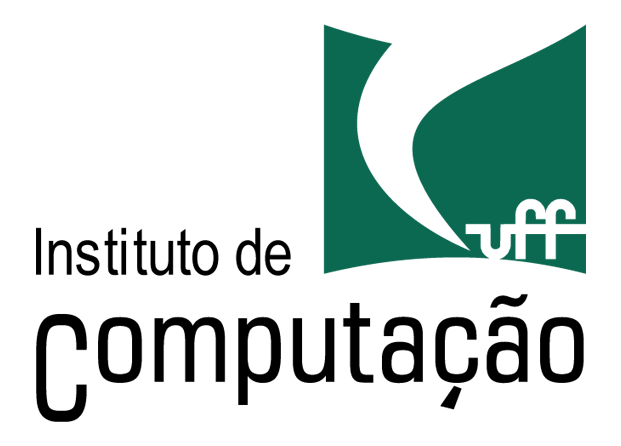 uff
Instituto de
Computação